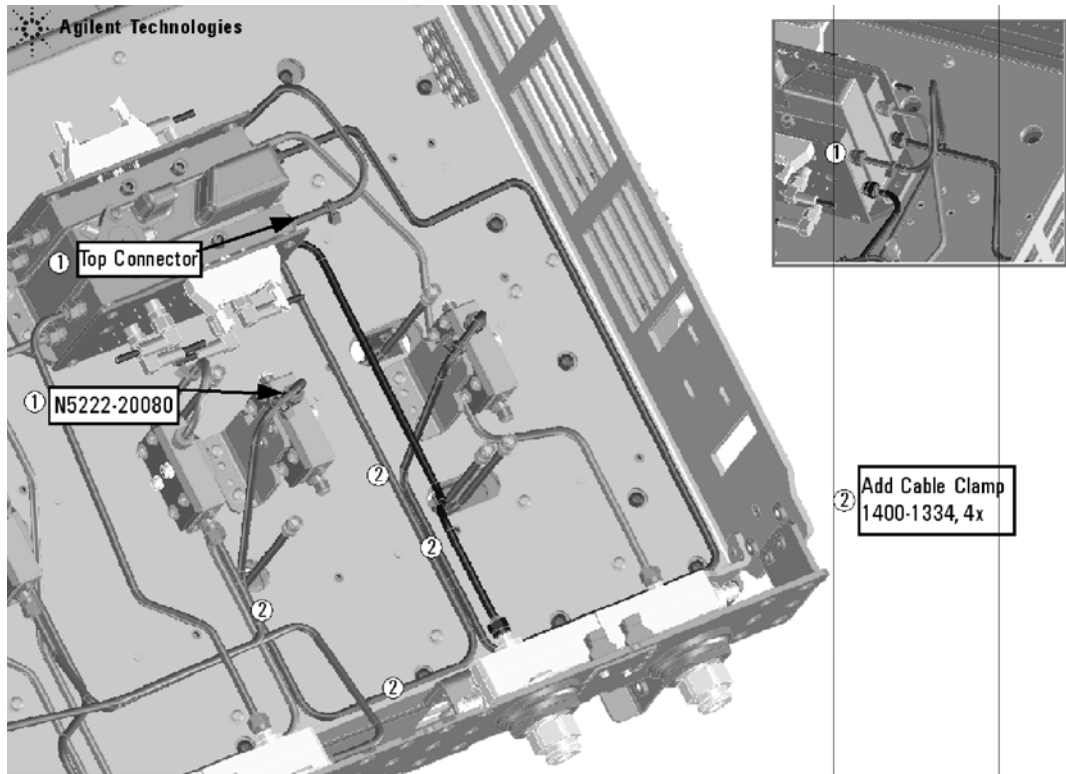 Agilent Technologies
①
① Top Connector
① N5222-20080
②
②
②
②
② Add Cable Clamp
1400-1334, 4x